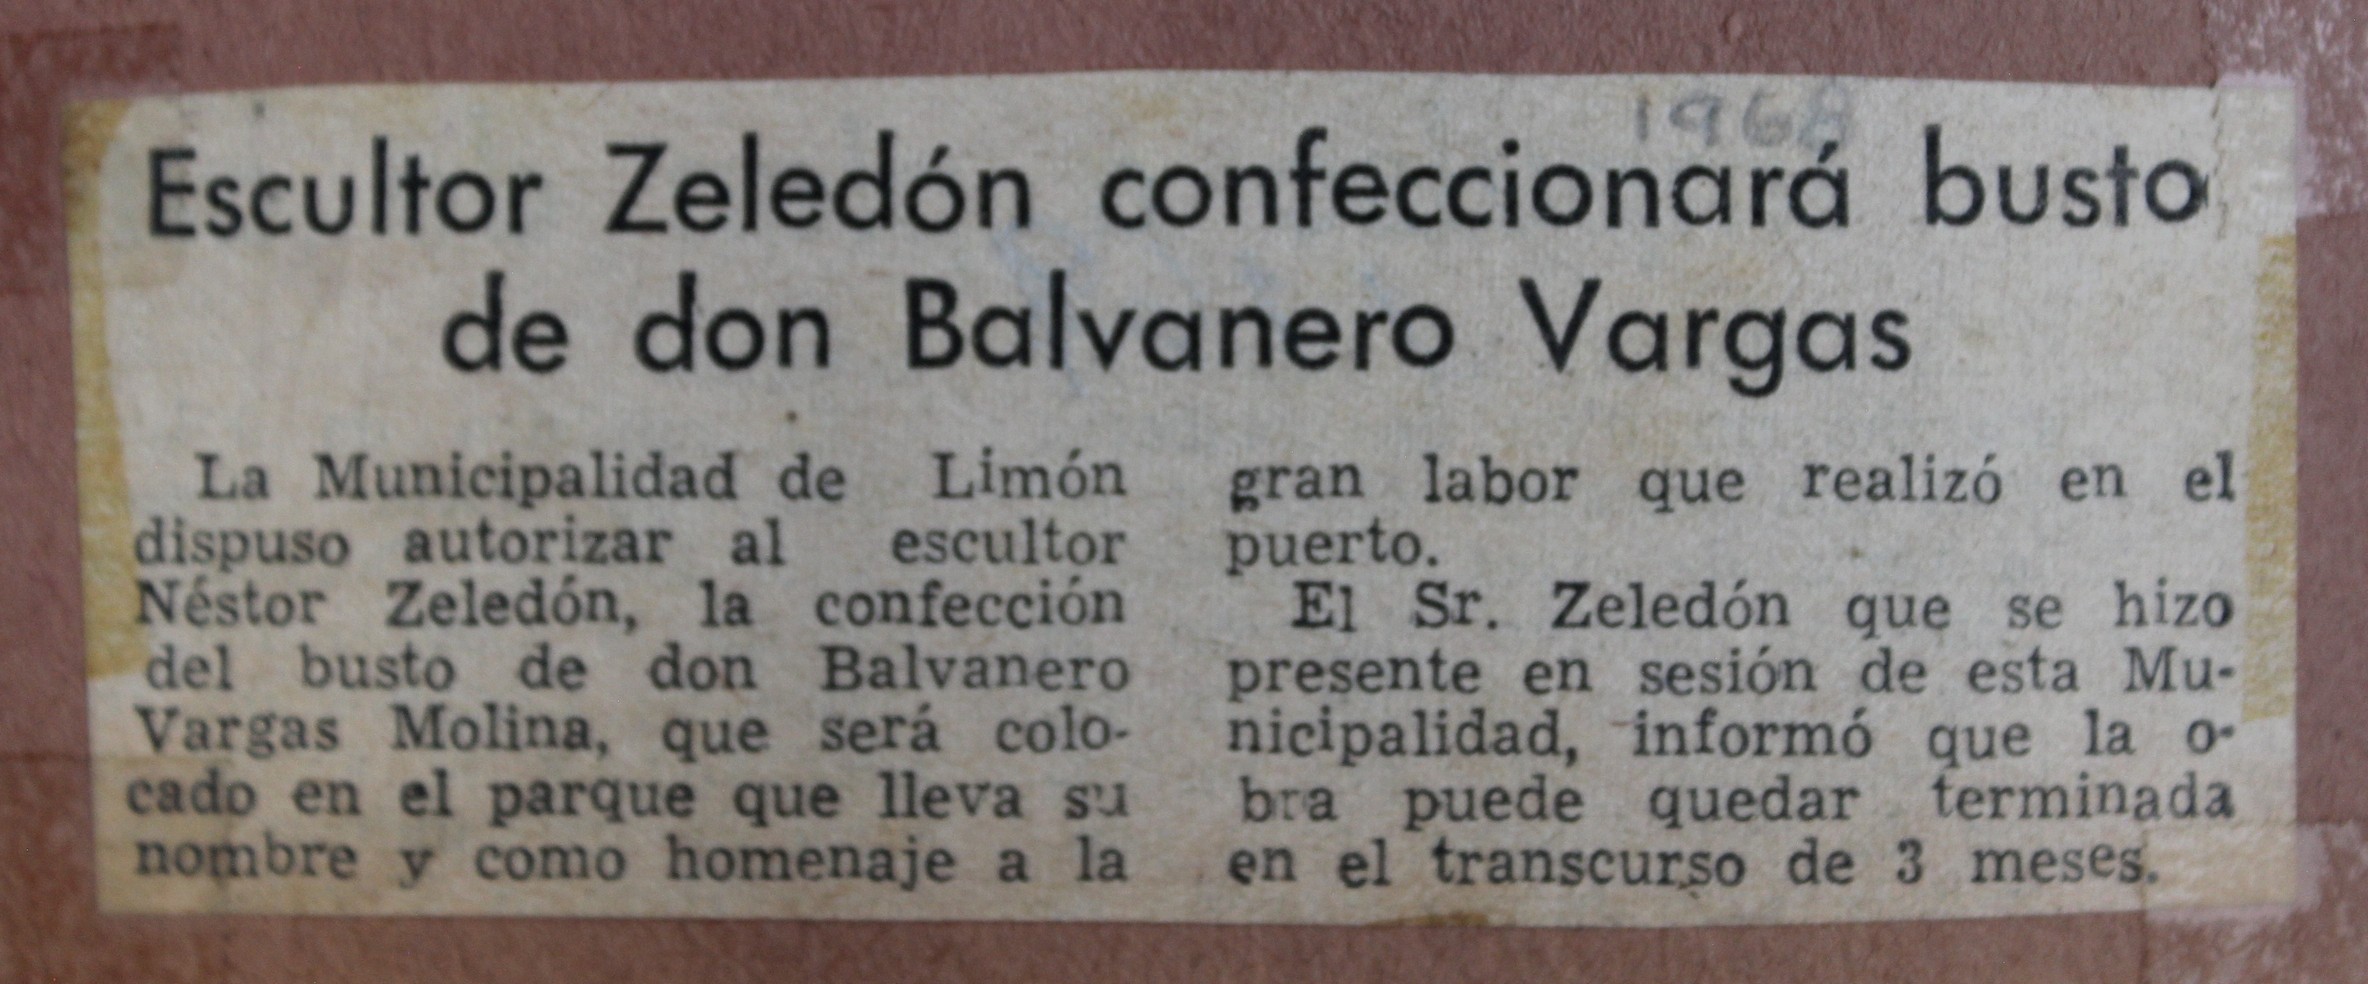 1968
Escultor Zeledón confeccionará busto
de don Balvanero Vargas
La Municipalidad de Limón
dispuso autorizar al escultor
Néstor Zeledón, la confección
del busto de don Balvanero
Vargas Molina, que será colo-
cado en el parque que lleva su
nombre y como homenaje a la
gran labor que realizó en el
puerto.
El Sr. Zeledón que se hizo
presente en sesión de esta Mu-
nicipalidad, informó que la o-
bra puede quedar terminada
en el transcurso de 3 meses.